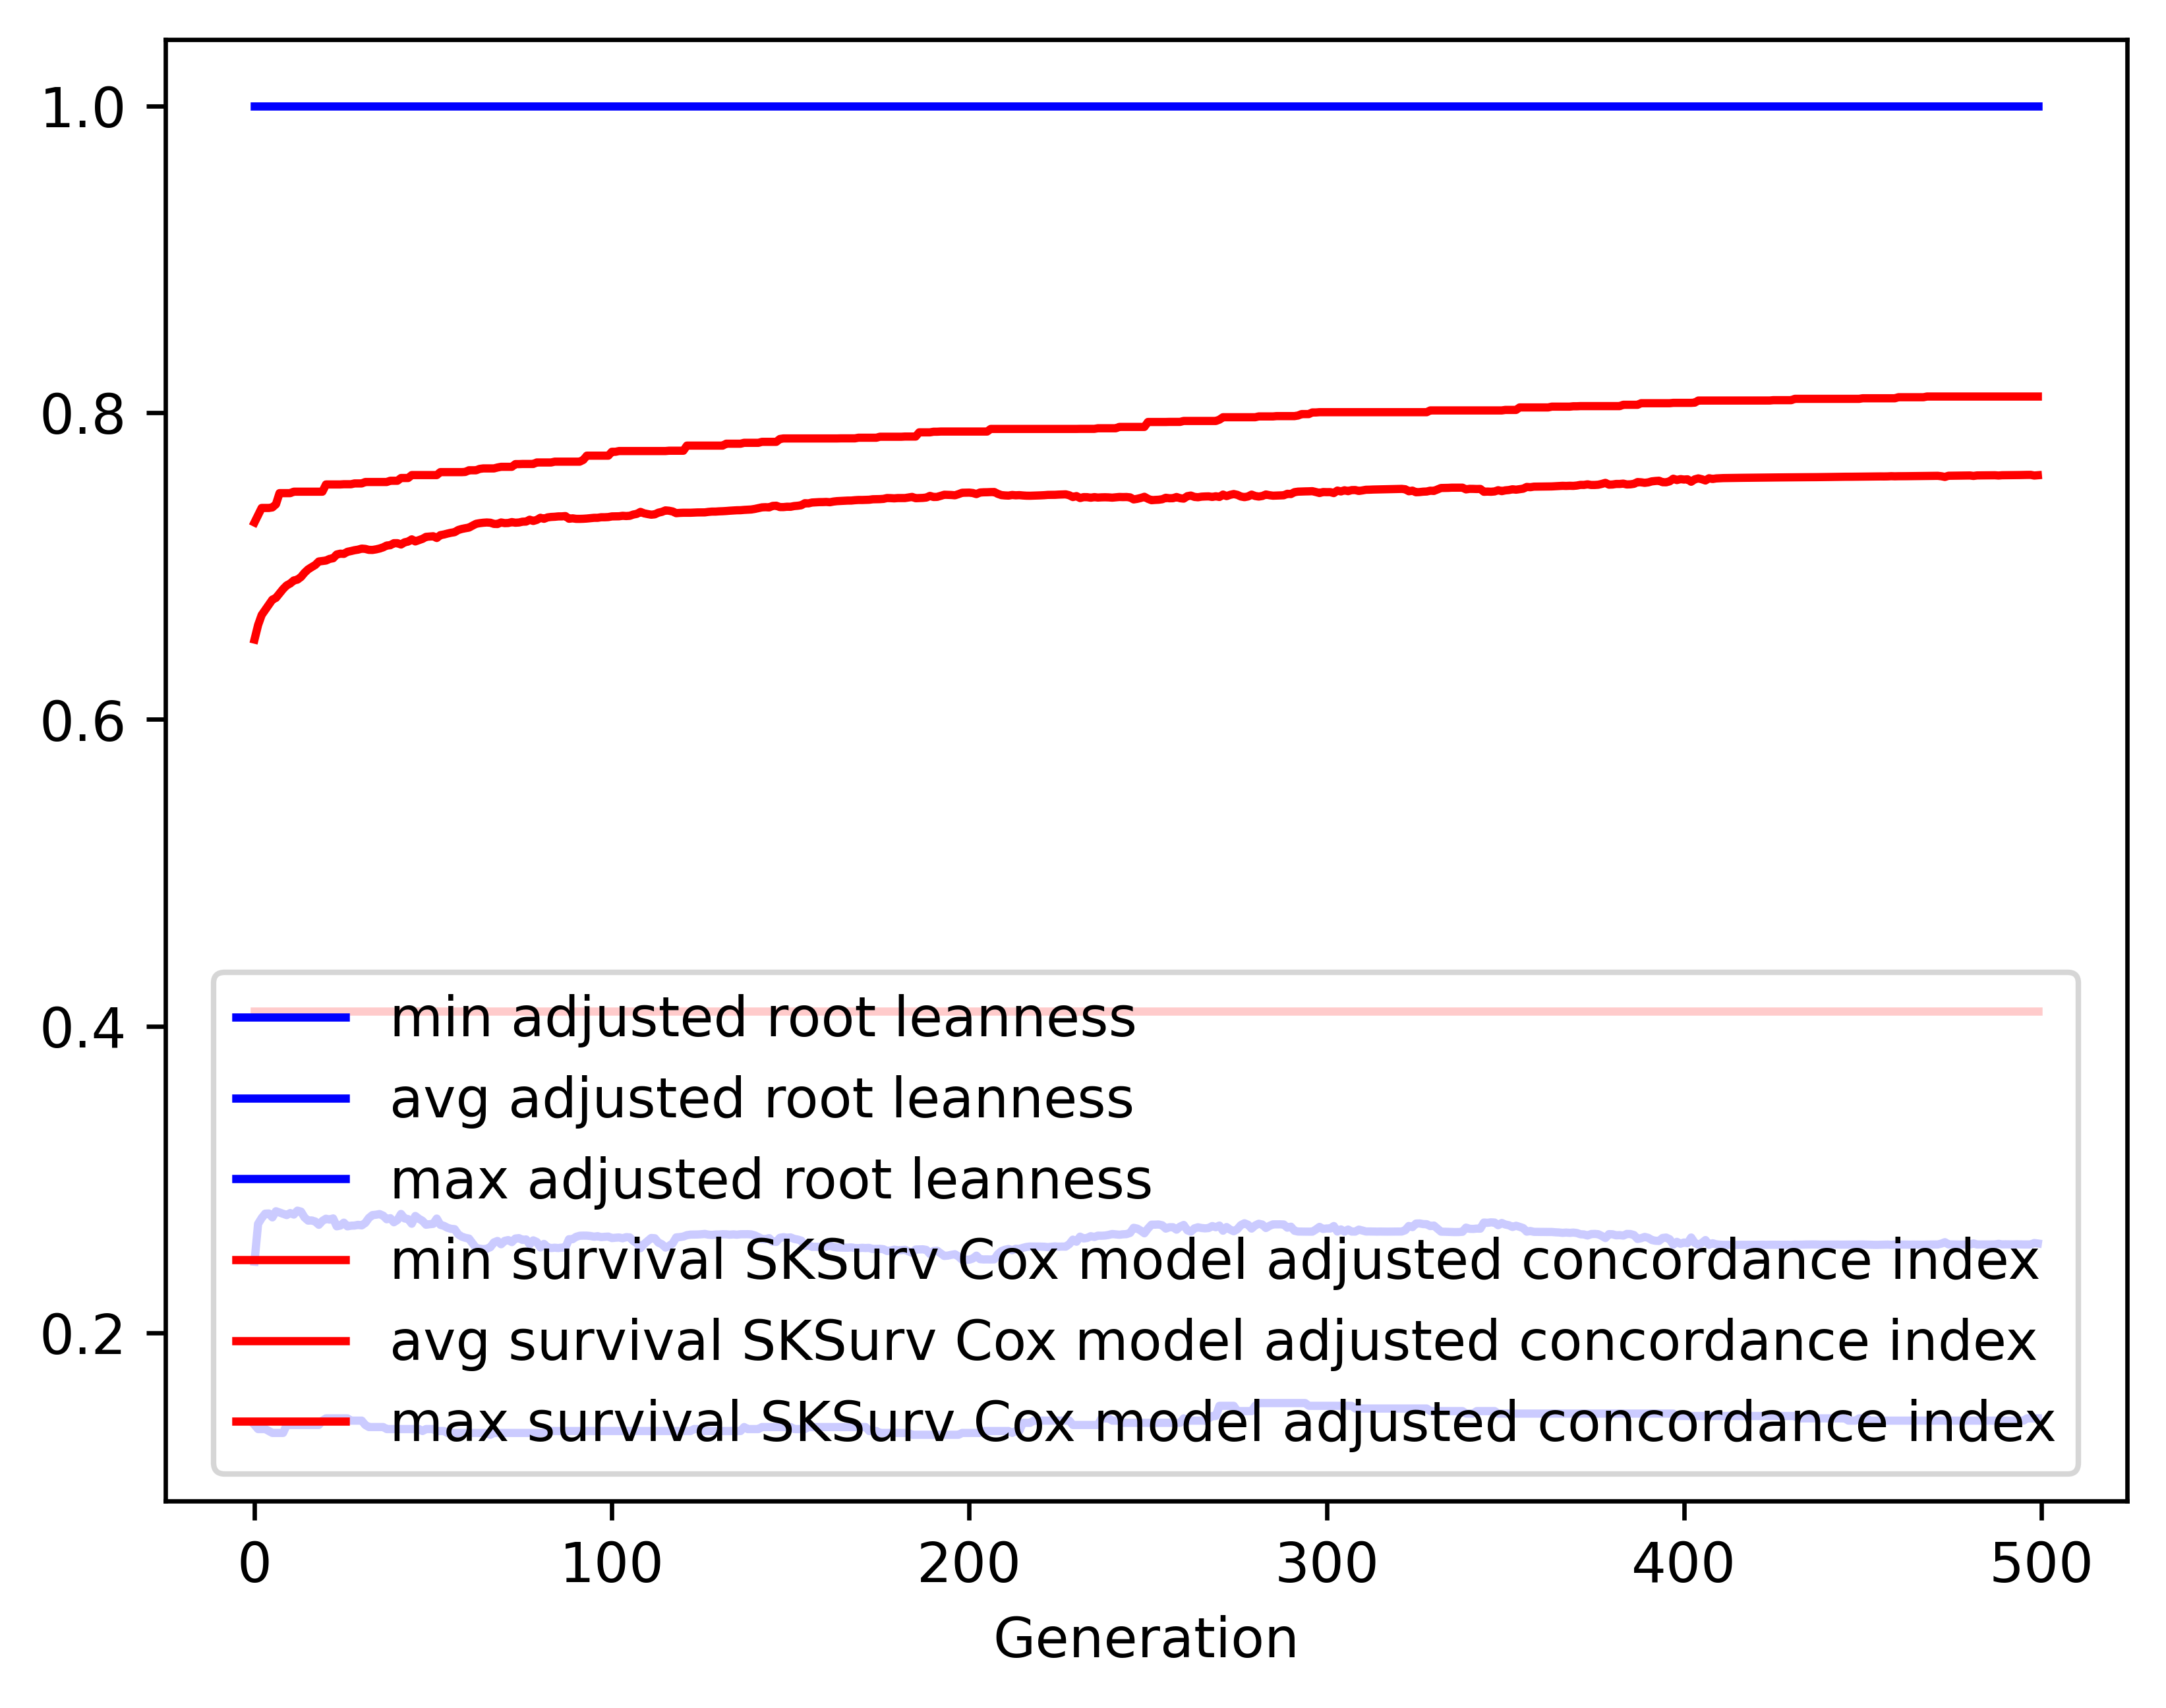 1.0
0.8
0.6
0.4
0.2
min adjusted root leanness
avg adjusted root leanness
max adjusted root leanness
min survival SKSurv Cox model adjusted concordance index
avg survival SKSurv Cox model adjusted concordance index
max survival SKSurv Cox model adjusted concordance index
0 100 200 300 400 500
Generation